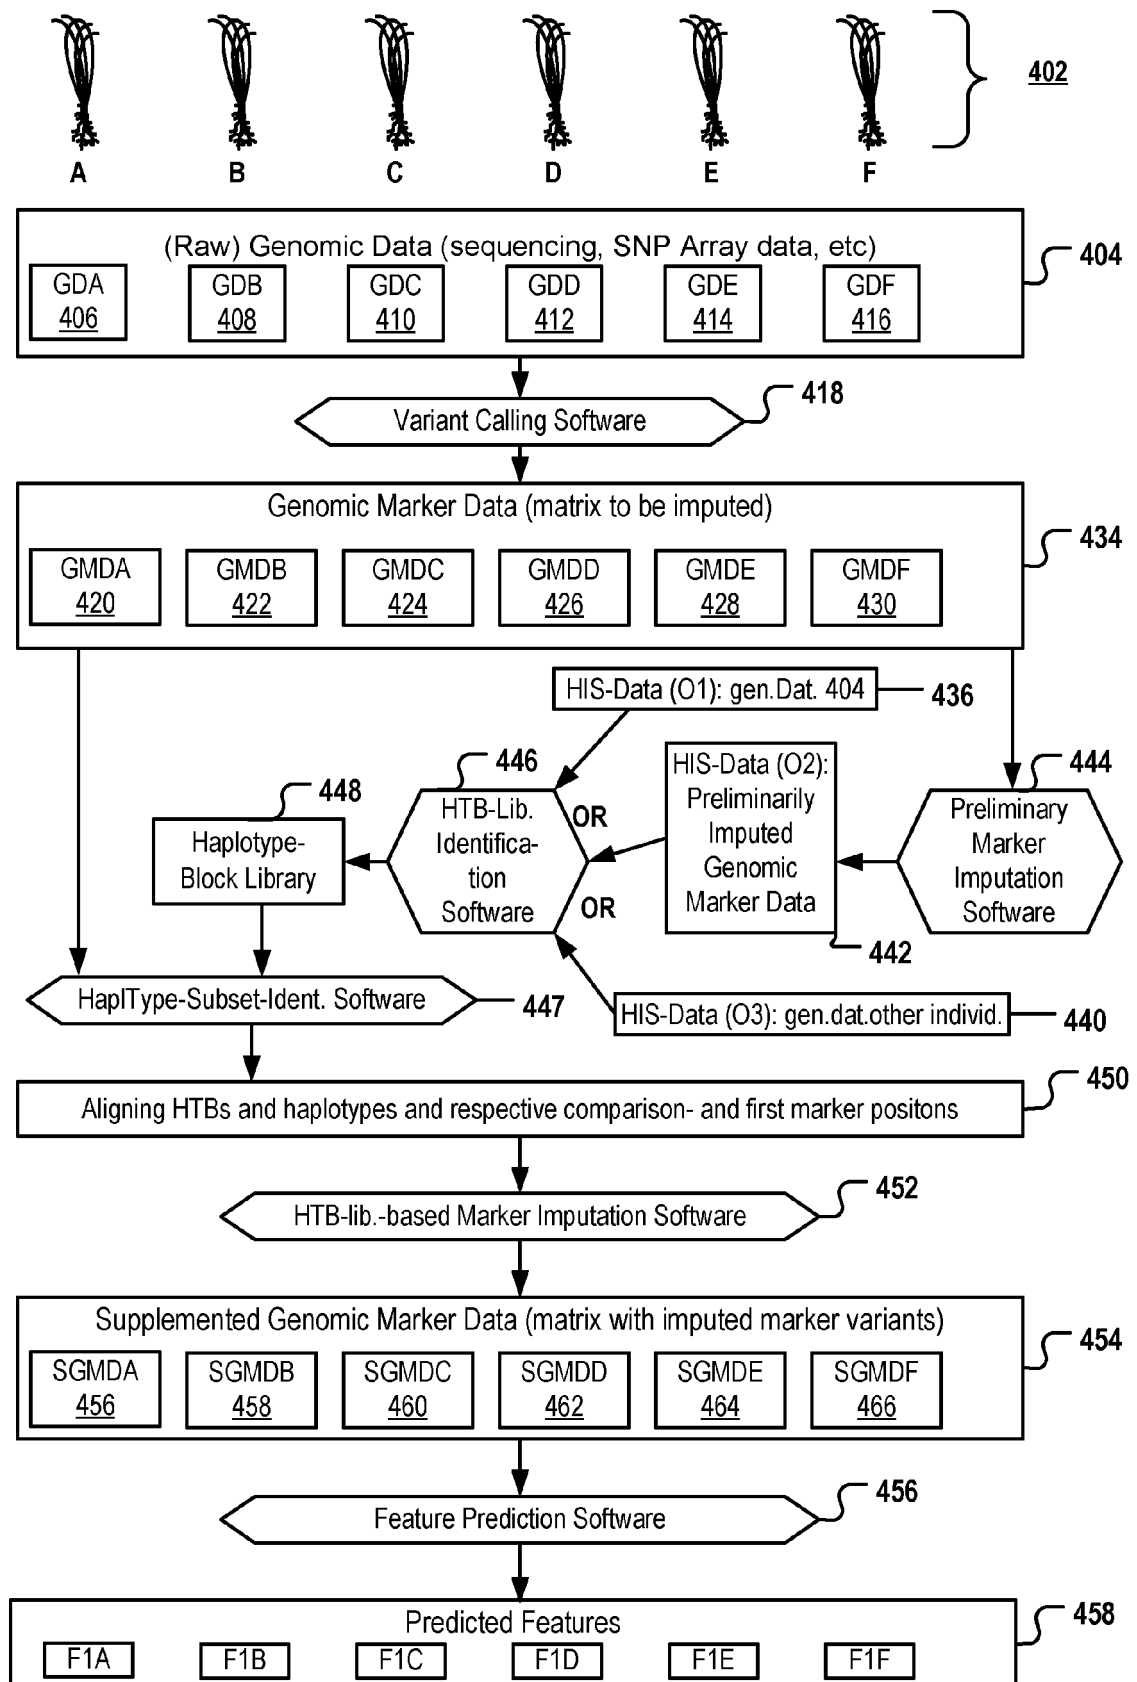 402
A B C D E F
(Raw) Genomic Data (sequencing, SNP Array data, etc)
404
GDA GDB GDC GDD GDE GDF
406 408 410 412 414 416
418
Variant Calling Software
Genomic Marker Data (matrix to be imputed)
434
GMDA GMDB GMDC GMDD GMDE GMDF
420 422 424 426 428 430
HIS-Data (O1): gen.Dat. 404
436
446
448
HTB-Lib.
Identifica-
tion
Software
OR
OR
HIS-Data (O2):
Preliminarily
Imputed
Genomic
Marker Data
442
444
Preliminary
Marker
Imputation
Software
Haplotype-
Block Library
HaplType-Subset-Ident. Software
447
HIS-Data (O3): gen.dat.other individ.
440
450
Aligning HTBs and haplotypes and respective comparison- and first marker positons
452
HTB-lib.-based Marker Imputation Software
Supplemented Genomic Marker Data (matrix with imputed marker variants)
454
SGMDA SGMDB SGMDC SGMDD SGMDE SGMDF
456 458 460 462 464 466
456
Feature Prediction Software
Predicted Features
458
F1A F1B F1C F1D F1E F1F